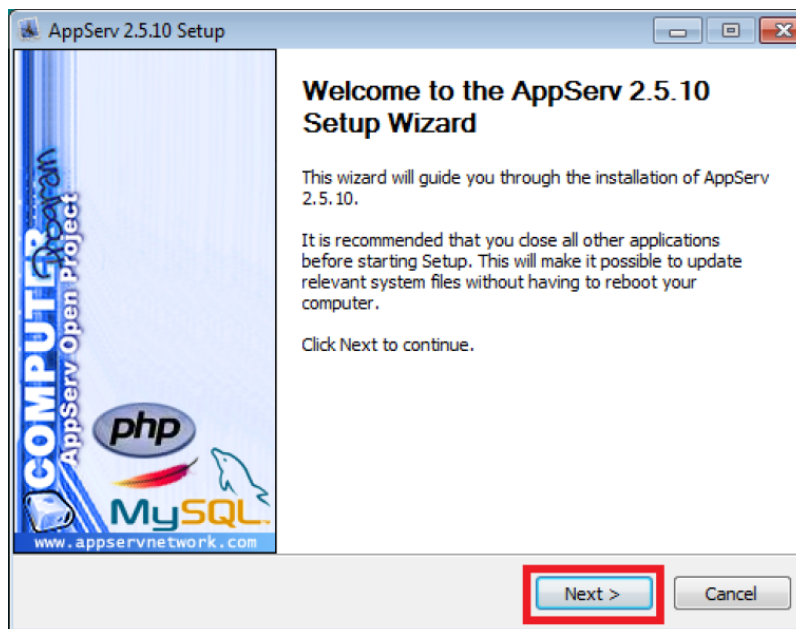 AppServ 2.5.10 Setup
Welcome to the AppServ 2.5.10
Setup Wizard
This wizard will guide you through the installation of AppServ
2.5.10.
It is recommended that you close all other applications
before starting Setup. This will make it possible to update
relevant system files without having to reboot your
computer.
Click Next to continue.
COMPUTER
Program
AppServ Open Project
php
MySQL
www.appservnetwork.com
Next >
Cancel